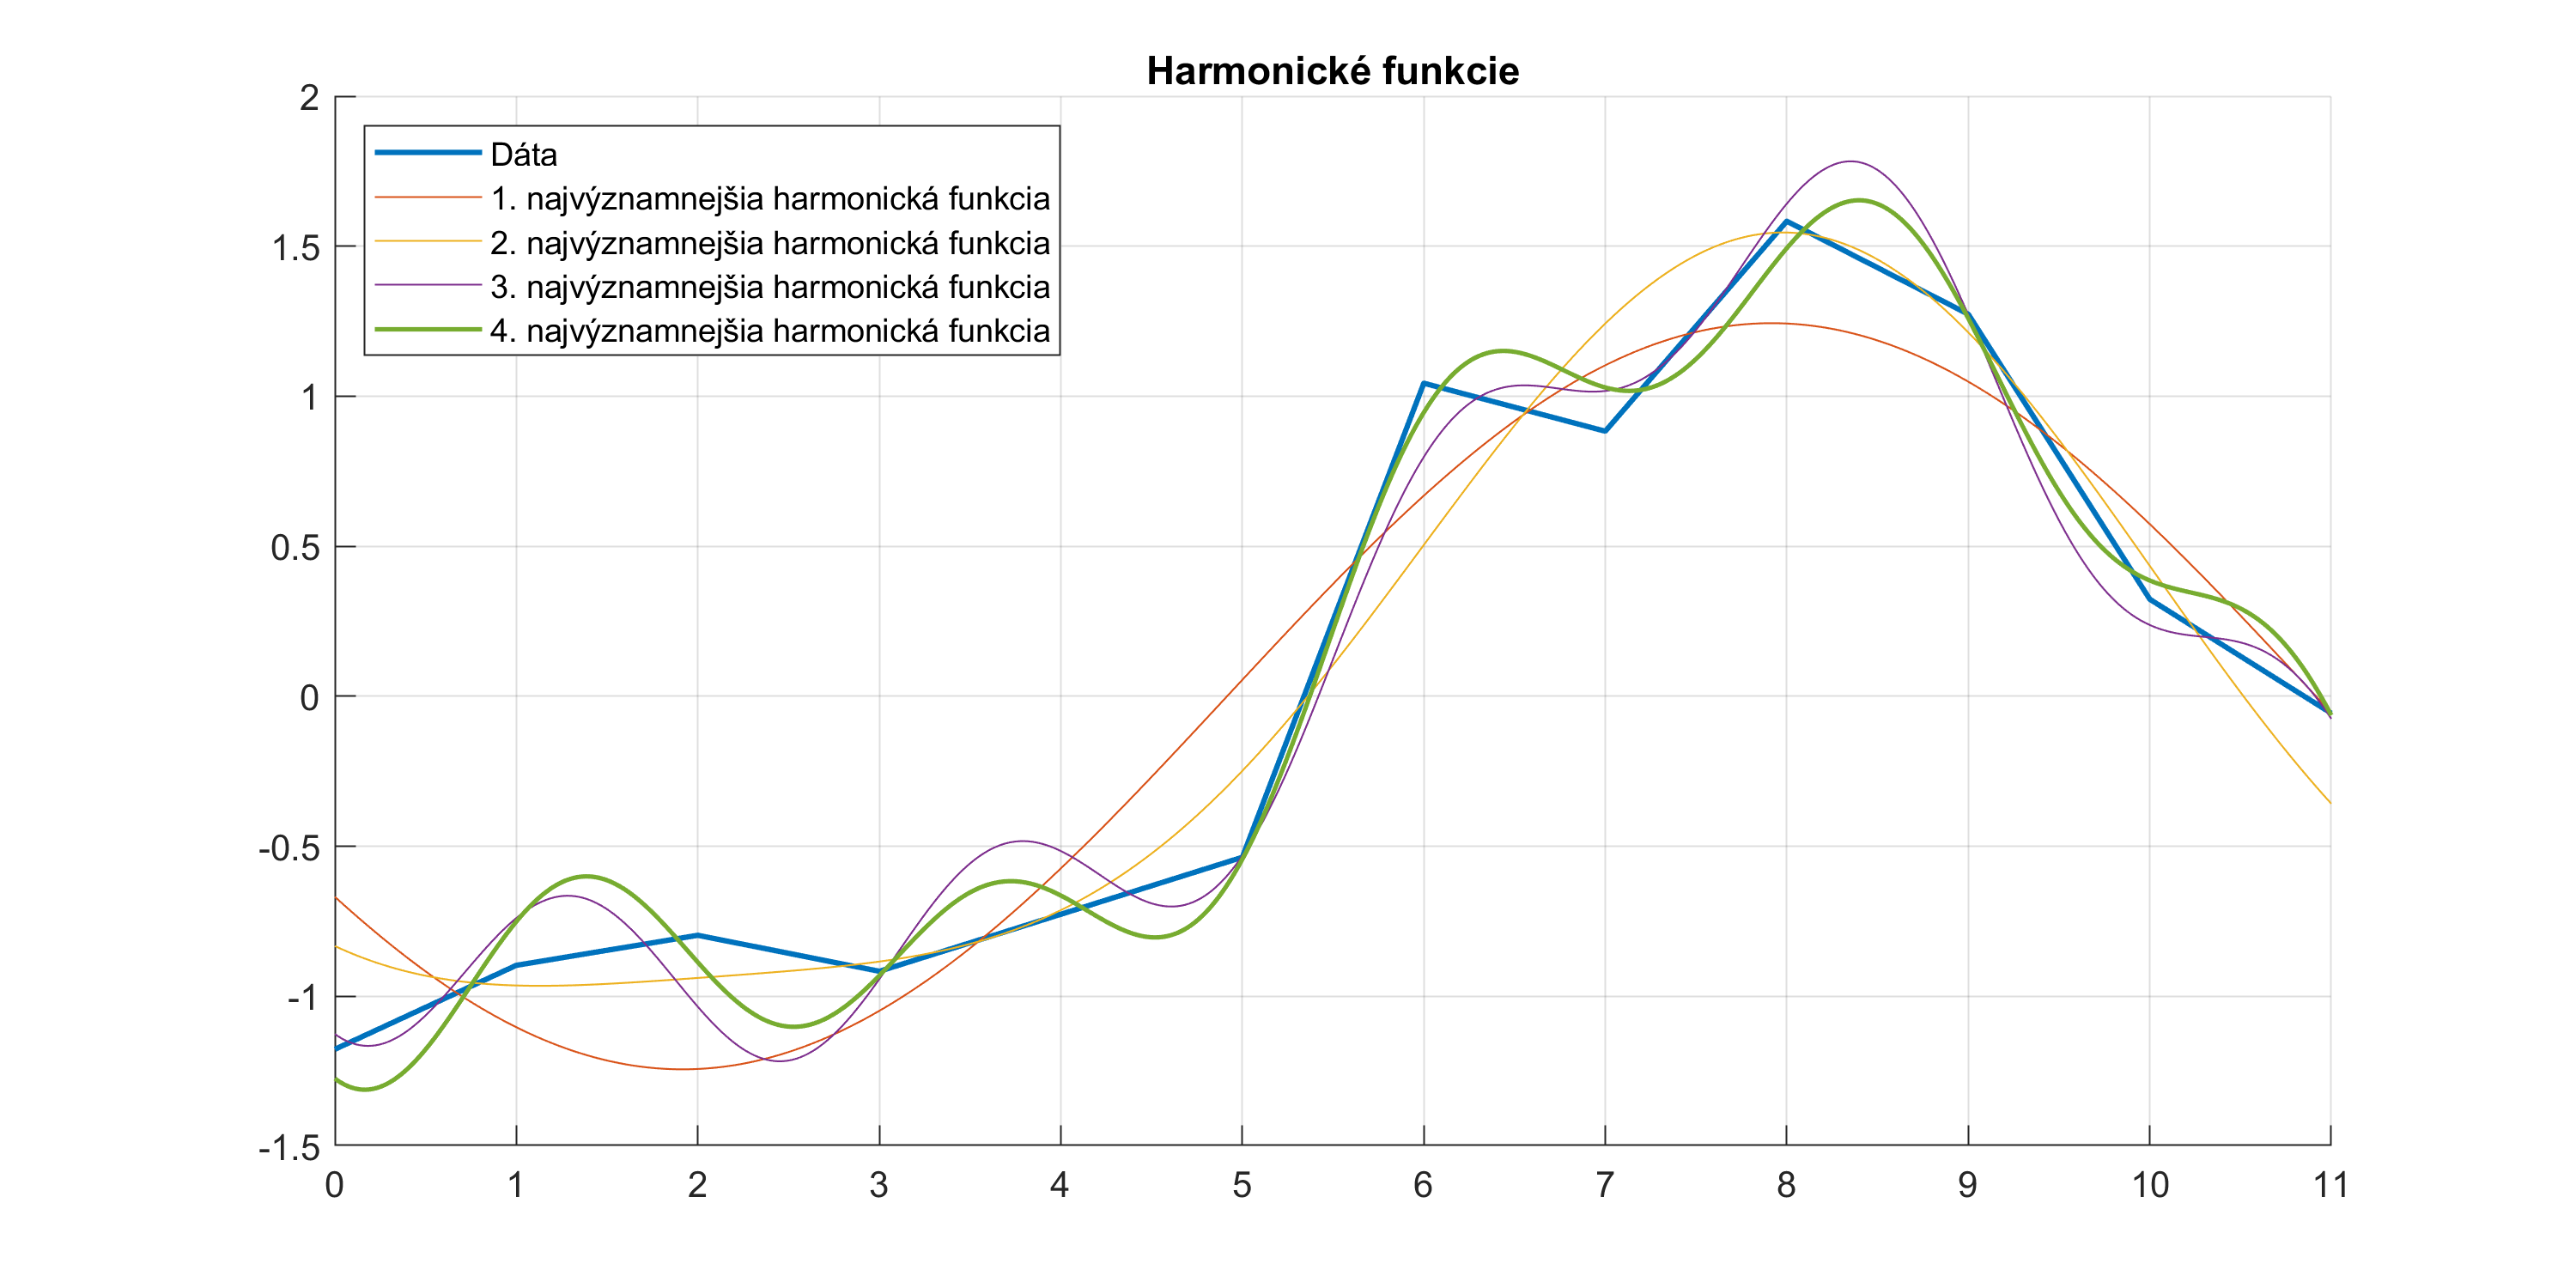 Harmonické funkcie
2
1.5
1
0.5
0
-0.5
-1
-1.5
Dáta
1. najvýznamnejšia harmonická funkcia
2. najvýznamnejšia harmonická funkcia
3. najvýznamnejšia harmonická funkcia
4. najvýznamnejšia harmonická funkcia
0 1 2 3 4 5 6 7 8 9 10 11